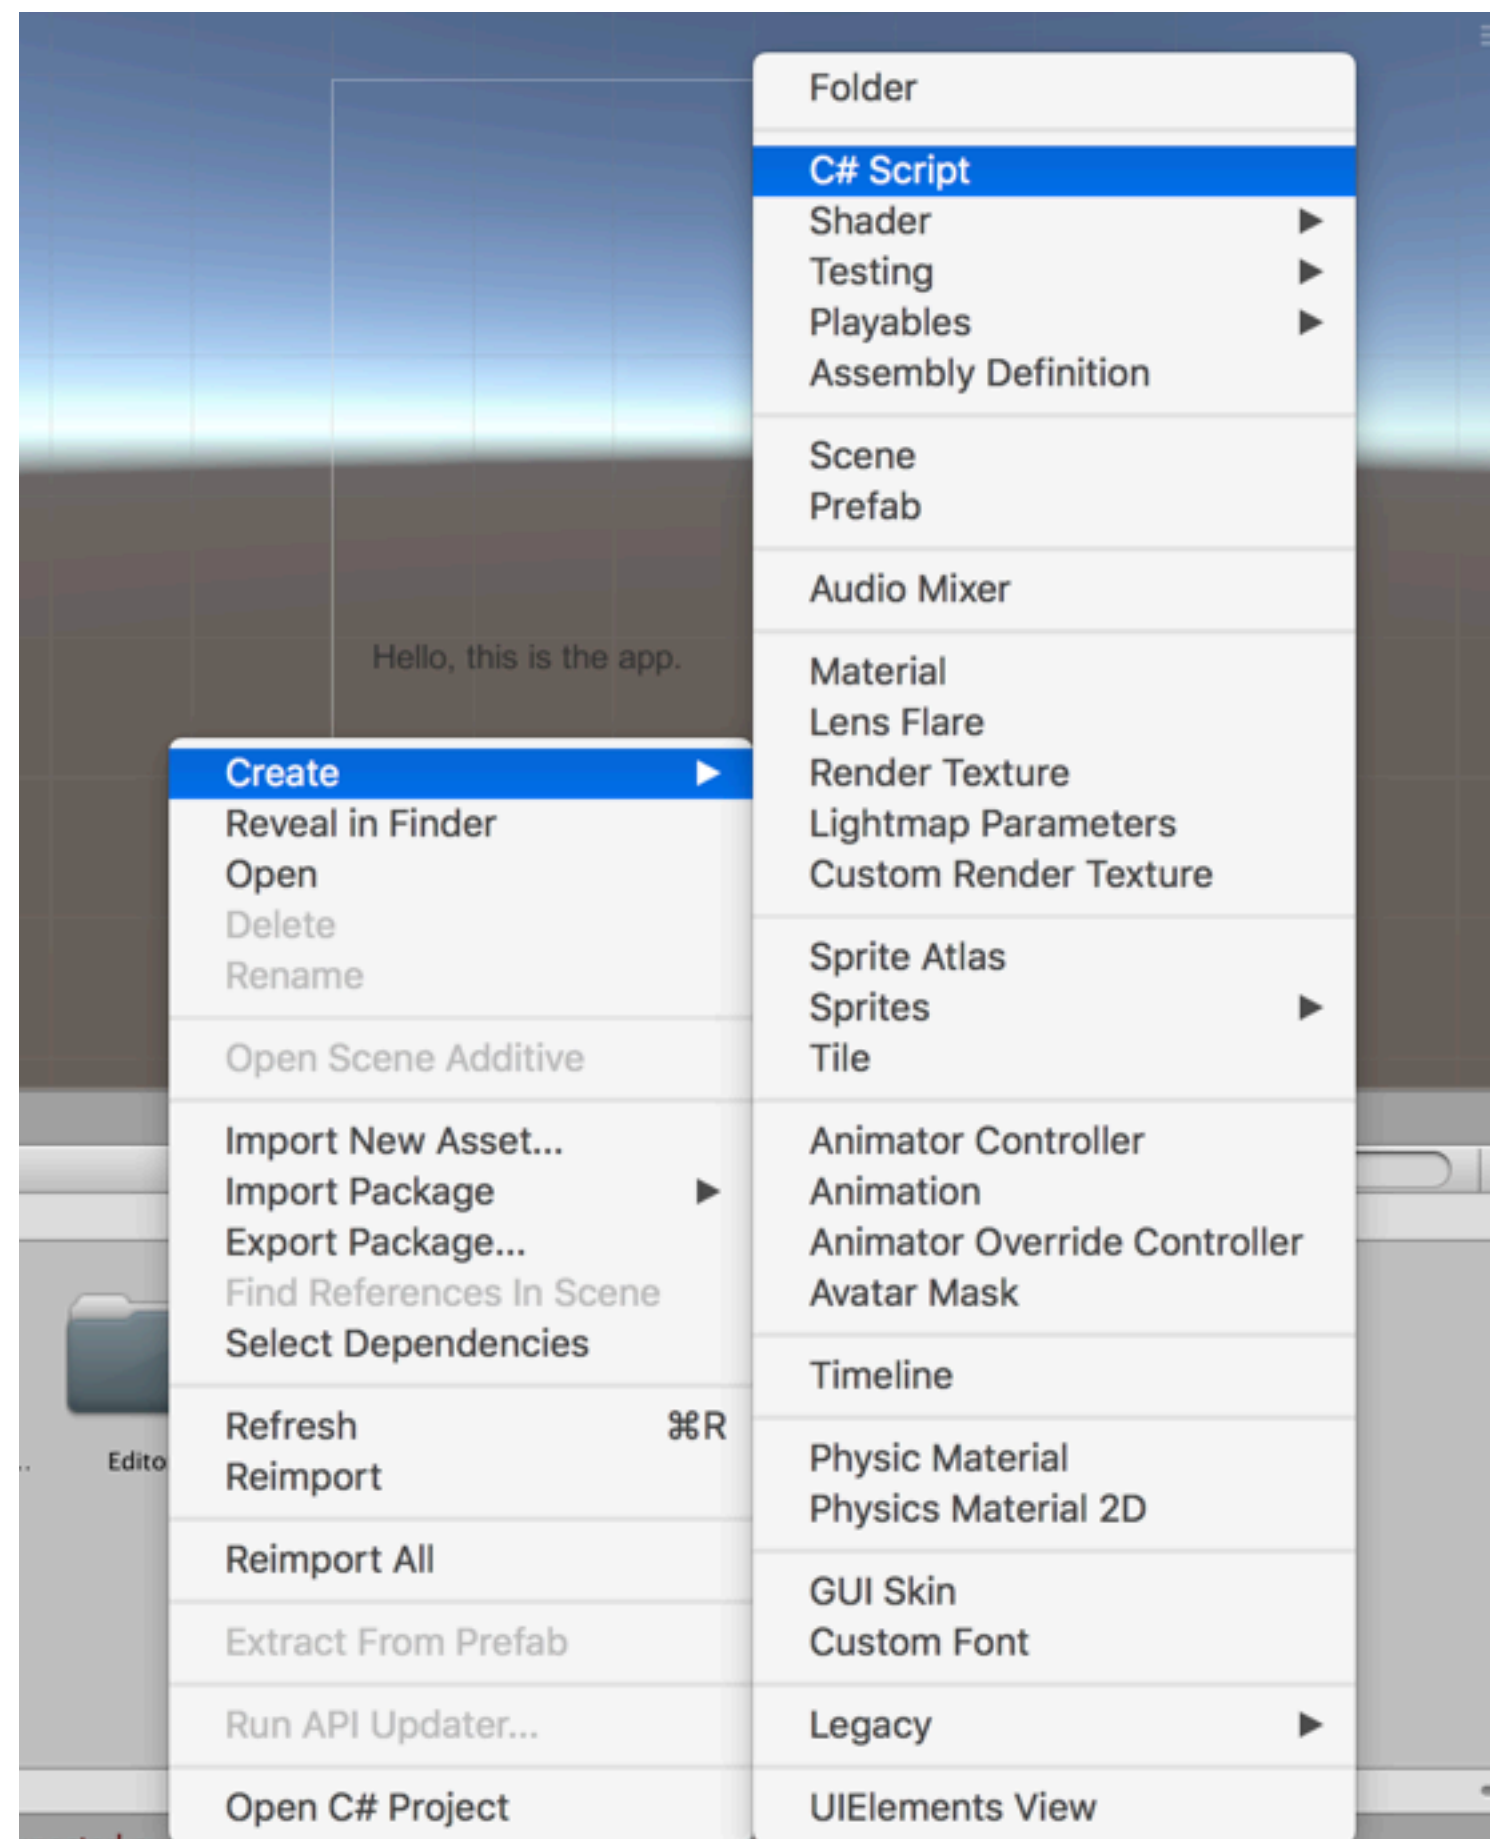 Folder
C# Script
Shader
Testing
Playables
Assembly Definition
Scene
Prefab
Audio Mixer
Material
Lens Flare
Render Texture
Lightmap Parameters
Custom Render Texture
Sprite Atlas
Sprites
Tile
Animator Controller
Animation
Animator Override Controller
Avatar Mask
Timeline
Physic Material
Physics Material 2D
GUI Skin
Custom Font
Legacy
UIElements View
Hello, this is the app.
Create
Reveal in Finder
Open
Delete
Rename
Open Scene Additive
Import New Asset...
Import Package
Export Package...
Find References In Scene
Select Dependencies
Refresh ⌘R
Reimport
Reimport All
Extract From Prefab
Run API Updater...
Open C# Project
Edito